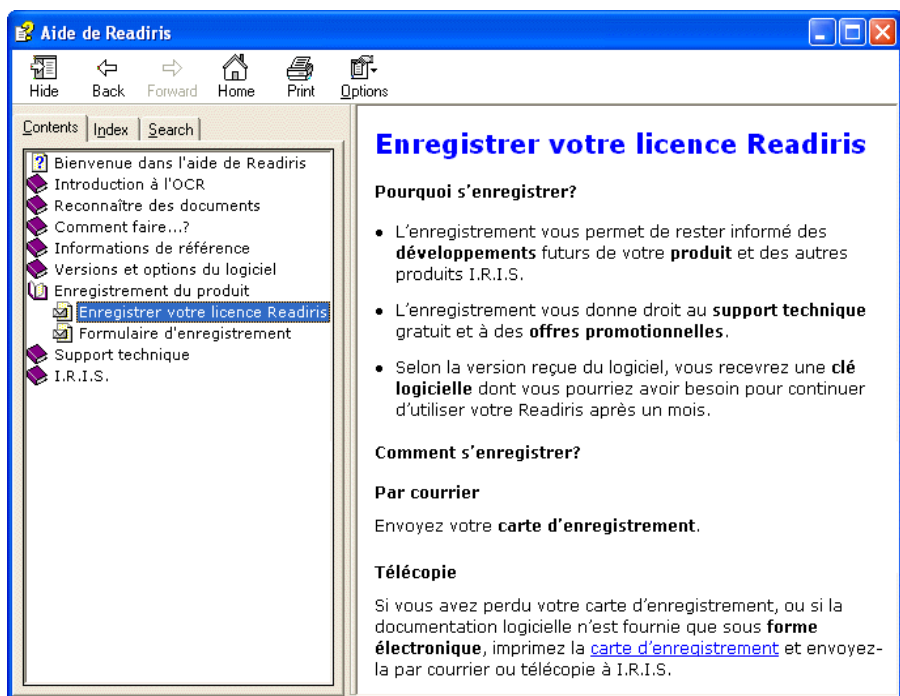 Aide de Readiris
Hide Back Forward Home Print Options
Contents Index Search
Bienvenue dans l'aide de Readiris
Introduction à l'OCR
Reconnaître des documents
Comment faire...?
Informations de référence
Versions et options du logiciel
Enregistrement du produit
Enregistrer votre licence Readiris
Formulaire d'enregistrement
Support technique
I.R.I.S.
Enregistrer votre licence Readiris
Pourquoi s'enregistrer?
• L'enregistrement vous permet de rester informé des
développements futurs de votre produit et des autres
produits I.R.I.S.
• L'enregistrement vous donne droit au support technique
gratuit et à des offres promotionnelles.
• Selon la version reçue du logiciel, vous recevrez une clé
logicielle dont vous pourriez avoir besoin pour continuer
d'utiliser votre Readiris après un mois.
Comment s'enregistrer?
Par courrier
Envoyez votre carte d'enregistrement.
Télécopie
Si vous avez perdu votre carte d'enregistrement, ou si la
documentation logicielle n'est fournie que sous forme
électronique, imprimez la carte d'enregistrement et envoyez-
la par courrier ou télécopie à I.R.I.S.